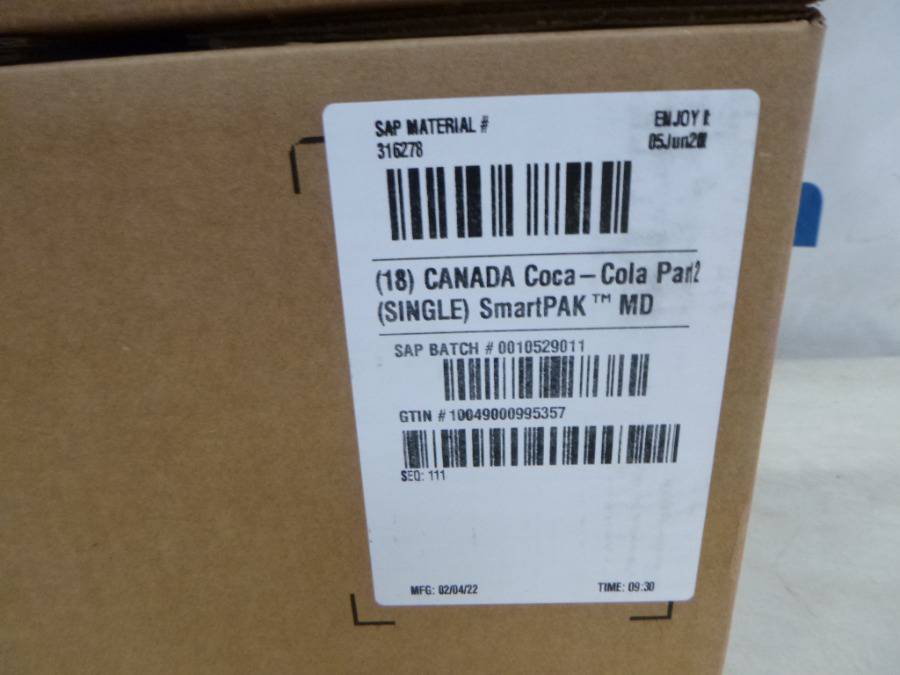 SAP MATERIAL #
316278
ENJOY
(18) CANADA Coca-Cola Part2
(SINGLE) SmartPAK™ MD
SAP BATCH # 0010529011
GTIN # 10049000995357
SEQ: 111
MFG: 02/04/22
TIME: 09:30